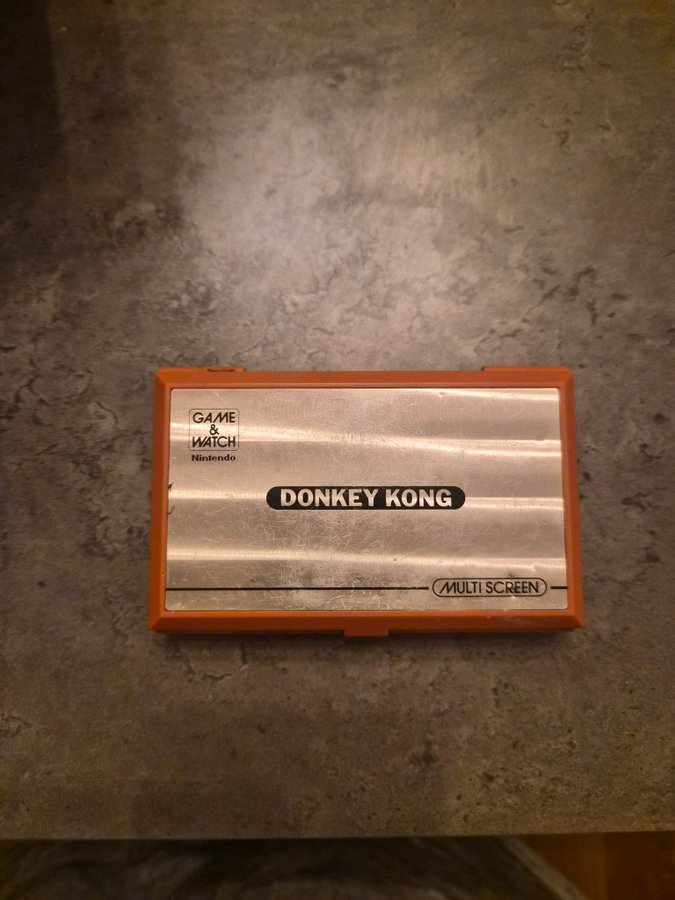 GAME
&
WATCH
Nintendo
DONKEY KONG
MULTI SCREEN